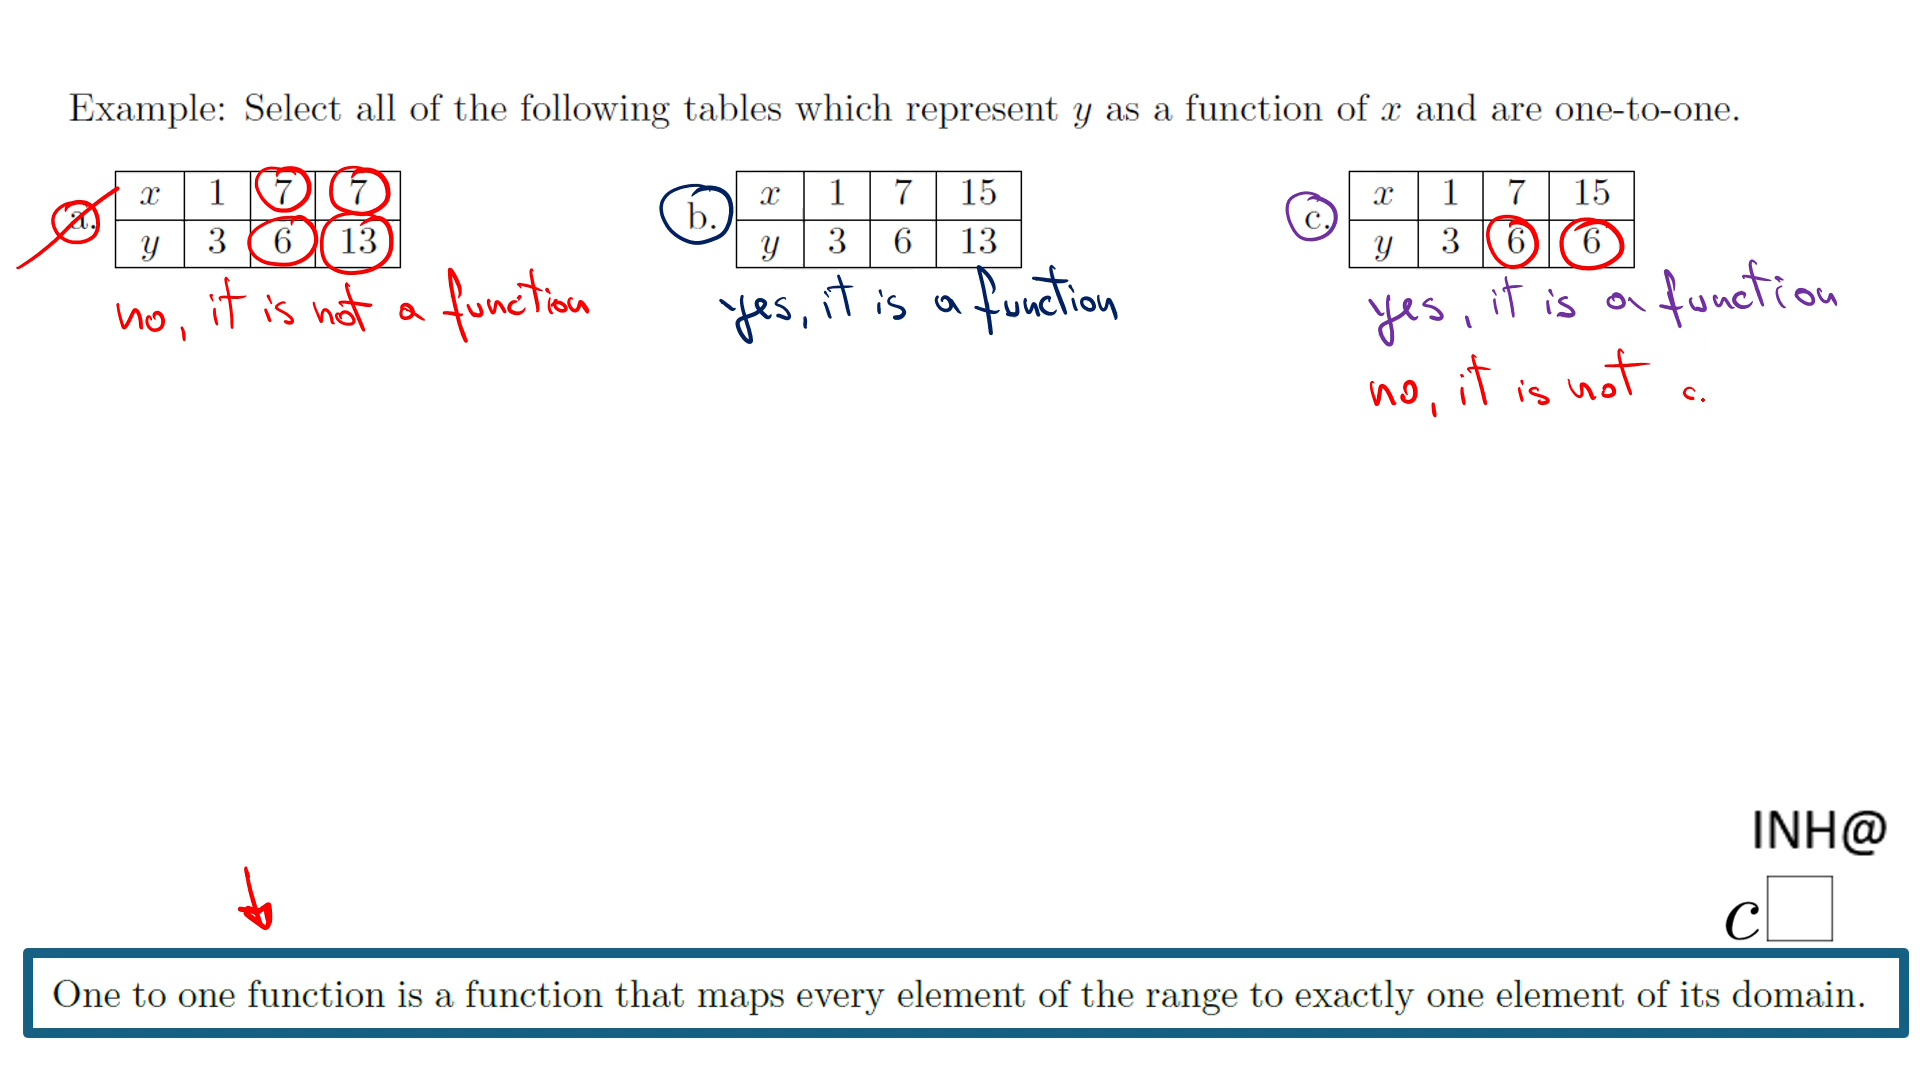 Example: Select all of the following tables which represent y as a function of x and are one-to-one.
a. x 1 7 7
y 3 6 13
no, it is not a function
b. x 1 7 15
y 3 6 13
yes, it is a function
c. x 1 7 15
y 3 6 6
yes, it is a function
no, it is not
INH@
c
One to one function is a function that maps every element of the range to exactly one element of its domain.